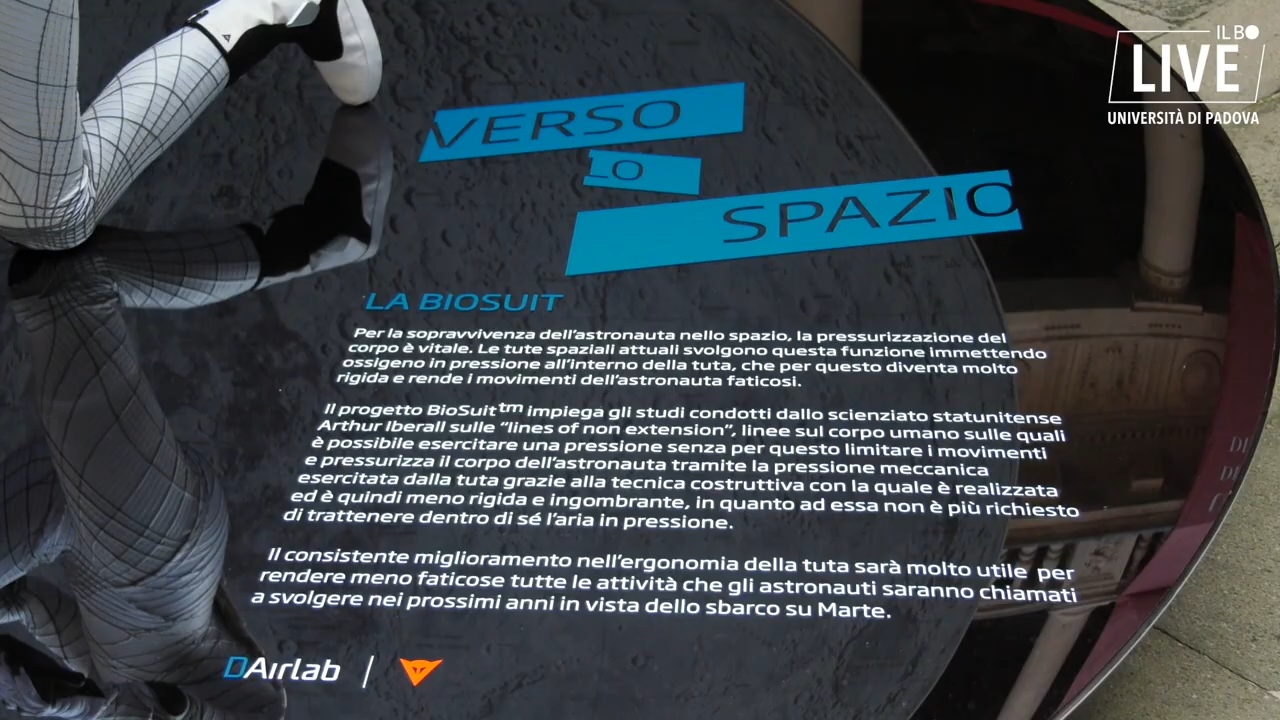 IL BO
LIVE
UNIVERSITÀ DI PADOVA
VERSO
LO
SPAZIO
LA BIOSUIT
Per la sopravvivenza dell'astronauta nello spazio, la pressurizzazione del
corpo è vitale. Le tute spaziali attuali svolgono questa funzione immettendo
ossigeno in pressione all'interno della tuta, che per questo diventa molto
rigida e rende i movimenti dell'astronauta faticosi.
Il progetto BioSuit™ impiega gli studi condotti dallo scienziato statunitense
Arthur Iberall sulle "lines of non extension", linee sul corpo umano sulle quali
è possibile esercitare una pressione senza per questo limitare i movimenti
e pressurizza il corpo dell'astronauta tramite la pressione meccanica
esercitata dalla tuta grazie alla tecnica costruttiva con la quale è realizzata
ed è quindi meno rigida e ingombrante, in quanto ad essa non è più richiesto
di trattenere dentro di sé l'aria in pressione.
Il consistente miglioramento nell'ergonomia della tuta sarà molto utile per
rendere meno faticose tutte le attività che gli astronauti saranno chiamati
a svolgere nei prossimi anni in vista dello sbarco su Marte.
DAirlab